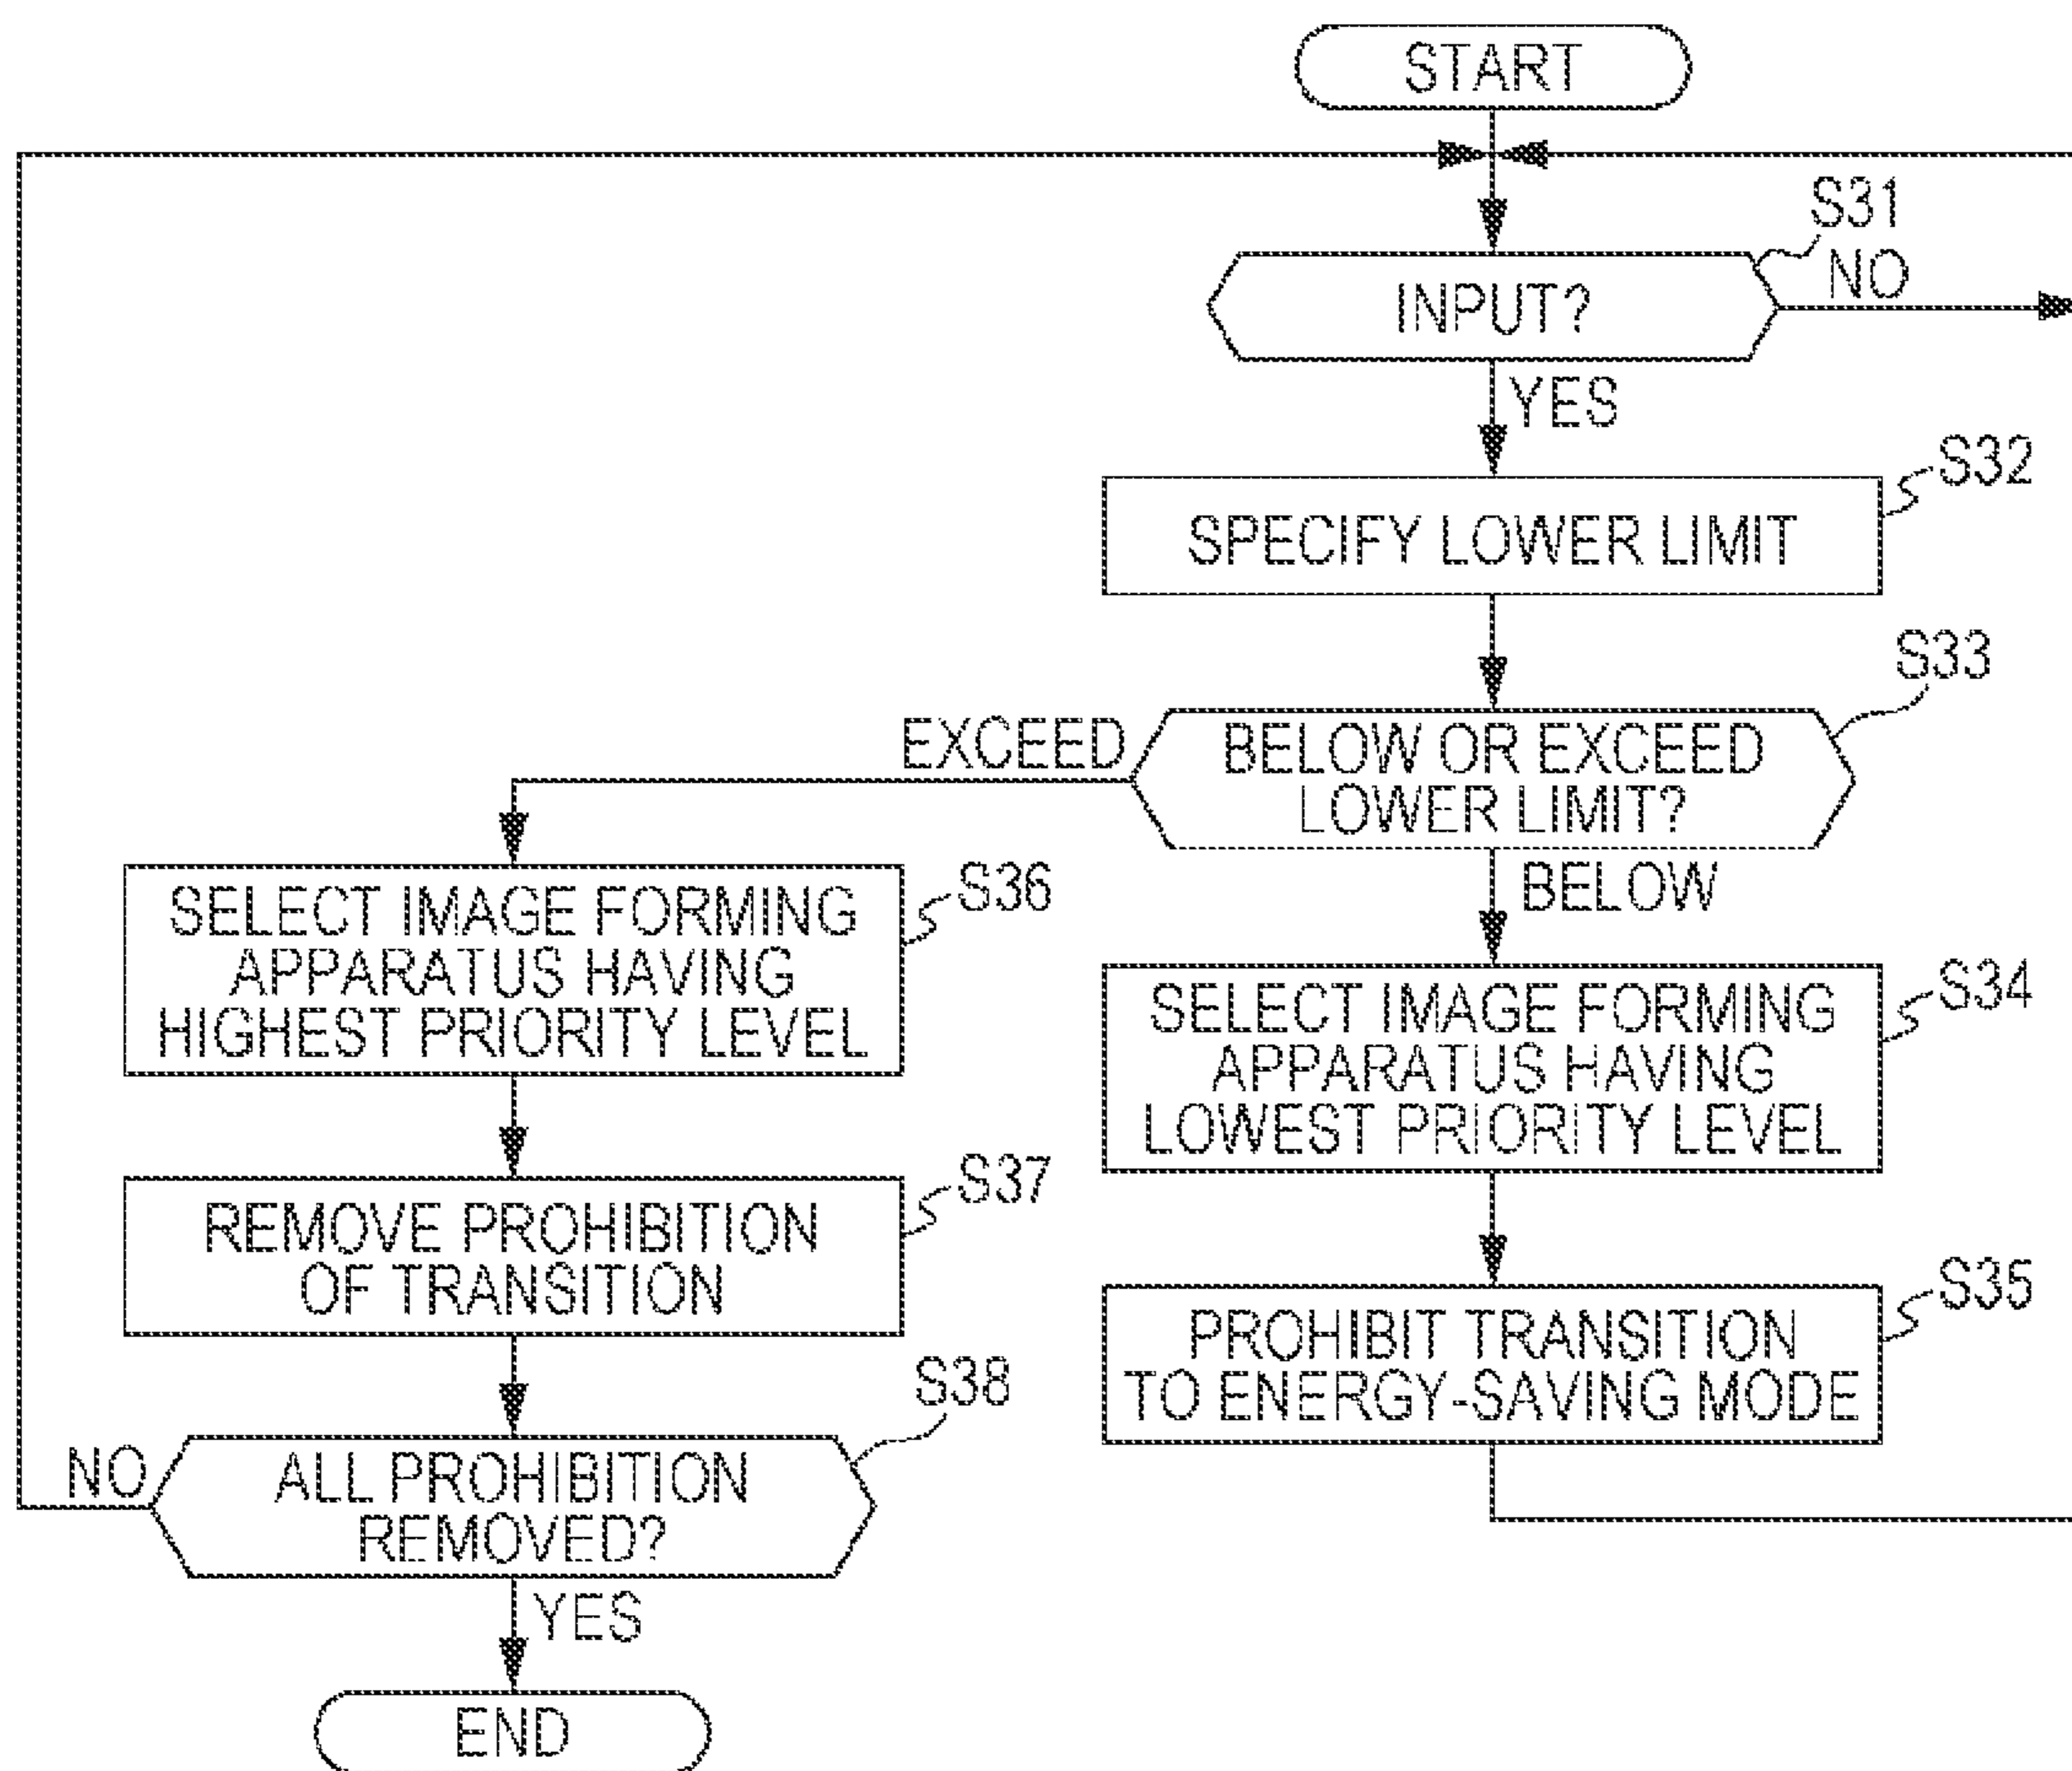 START
S31
INPUT?
NO
YES
S32
SPECIFY LOWER LIMIT
S33
BELOW OR EXCEED
LOWER LIMIT?
EXCEED
BELOW
S34
SELECT IMAGE FORMING
APPARATUS HAVING
LOWEST PRIORITY LEVEL
S35
PROHIBIT TRANSITION
TO ENERGY-SAVING MODE
S36
SELECT IMAGE FORMING
APPARATUS HAVING
HIGHEST PRIORITY LEVEL
S37
REMOVE PROHIBITION
OF TRANSITION
S38
ALL PROHIBITION
REMOVED?
NO
YES
END